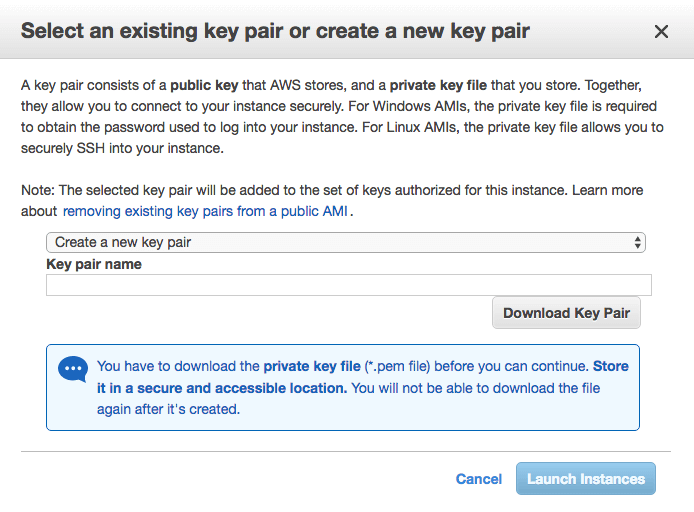 Select an existing key pair or create a new key pair
A key pair consists of a public key that AWS stores, and a private key file that you store. Together,
they allow you to connect to your instance securely. For Windows AMIs, the private key file is required
to obtain the password used to log into your instance. For Linux AMIs, the private key file allows you to
securely SSH into your instance.
Note: The selected key pair will be added to the set of keys authorized for this instance. Learn more
about removing existing key pairs from a public AMI.
Create a new key pair
Key pair name
Download Key Pair
You have to download the private key file (*.pem file) before you can continue. Store
it in a secure and accessible location. You will not be able to download the file
again after it's created.
Cancel Launch Instances